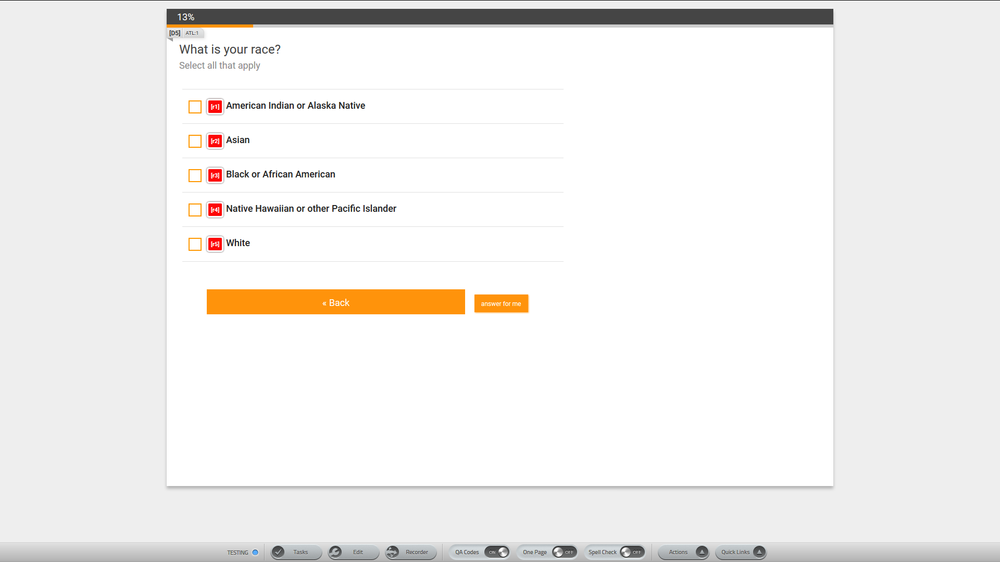 13%
[D5] ATL:1
What is your race?
Select all that apply
[r1] American Indian or Alaska Native
[r2] Asian
[r3] Black or African American
[r4] Native Hawaiian or other Pacific Islander
[r5] White
« Back
answer for me
TESTING Tasks Edit Recorder QA Codes ON One Page OFF Spell Check OFF Actions Quick Links